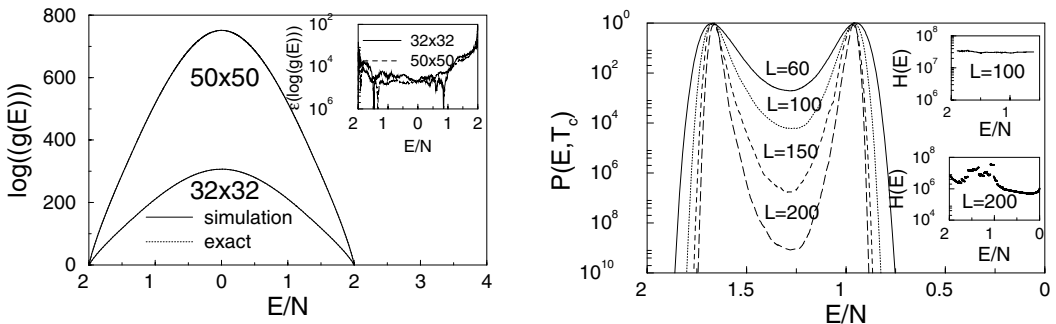 log((g(E)))
800
600
400
200
0
2 1 0 1 2 3 4
E/N
50x50
32x32
simulation
exact
ε(log(g(E)))
10²
10⁴
10⁶
32x32
50x50
2 1 0 1 2
E/N
P(E,Tc)
10⁰
10²
10⁴
10⁶
10⁸
10¹⁰
2 1.5 1 0.5 0
E/N
L=60
L=100
L=150
L=200
H(E)
10⁸
10⁷
10⁶
L=100
2 1
E/N
H(E)
10⁸
10⁶
10⁴
L=200
2 1 0
E/N